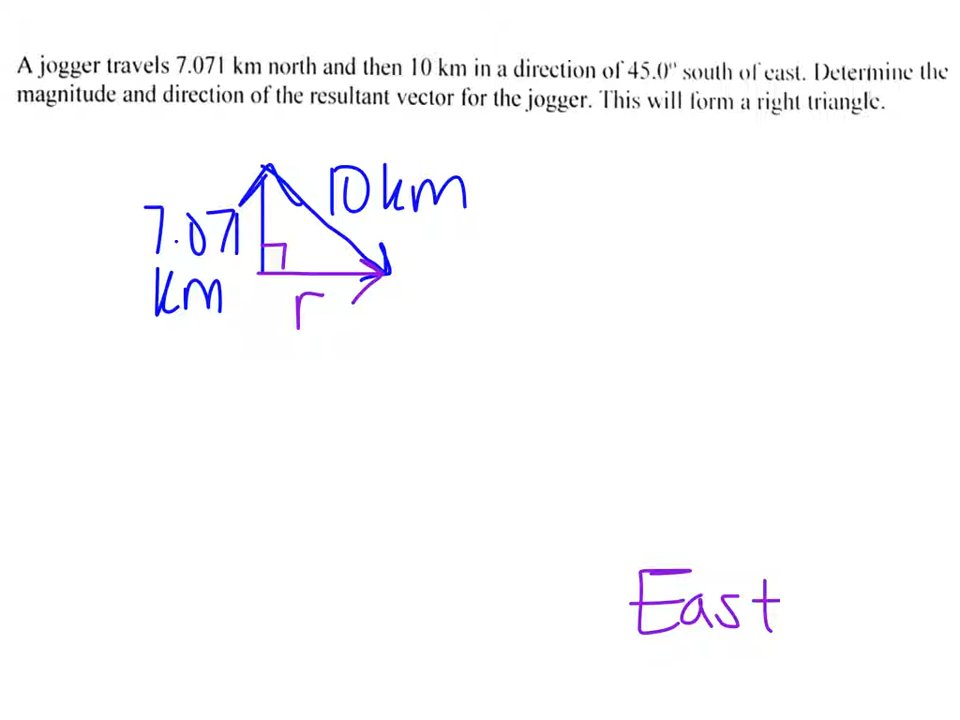 A jogger travels 7.071 km north and then 10 km in a direction of 45.0° south of east. Determine the
magnitude and direction of the resultant vector for the jogger. This will form a right triangle.
10 km
7.071
km
r
East